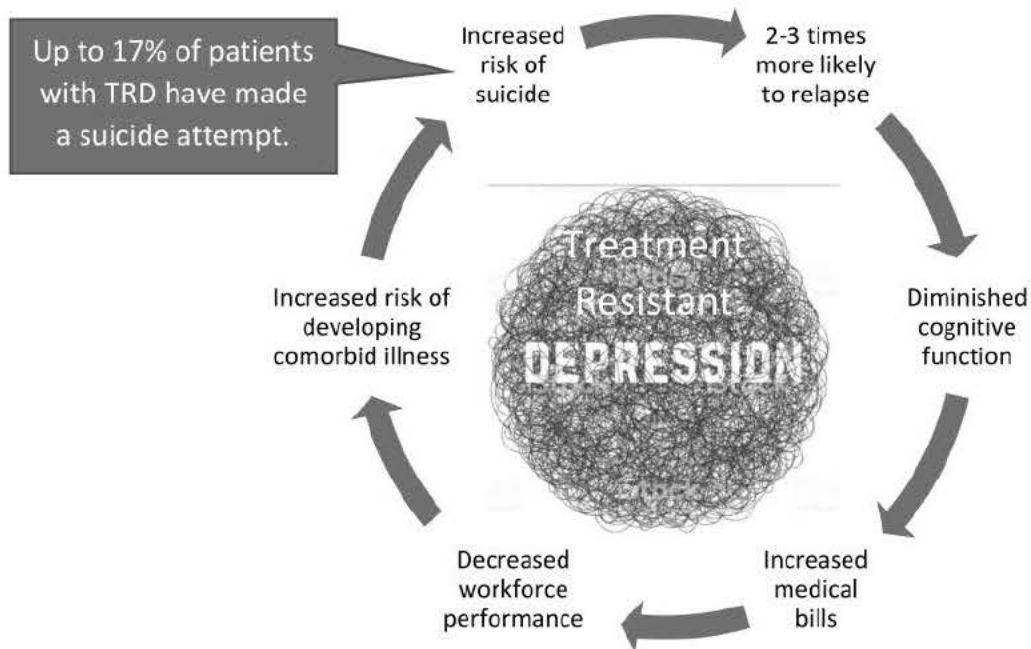 Up to 17% of patients
with TRD have made
a suicide attempt.
Increased
risk of
suicide
2-3 times
more likely
to relapse
Diminished
cognitive
function
Increased
medical
bills
Decreased
workforce
performance
Increased risk of
developing
comorbid illness
Treatment
Resistant
DEPRESSION